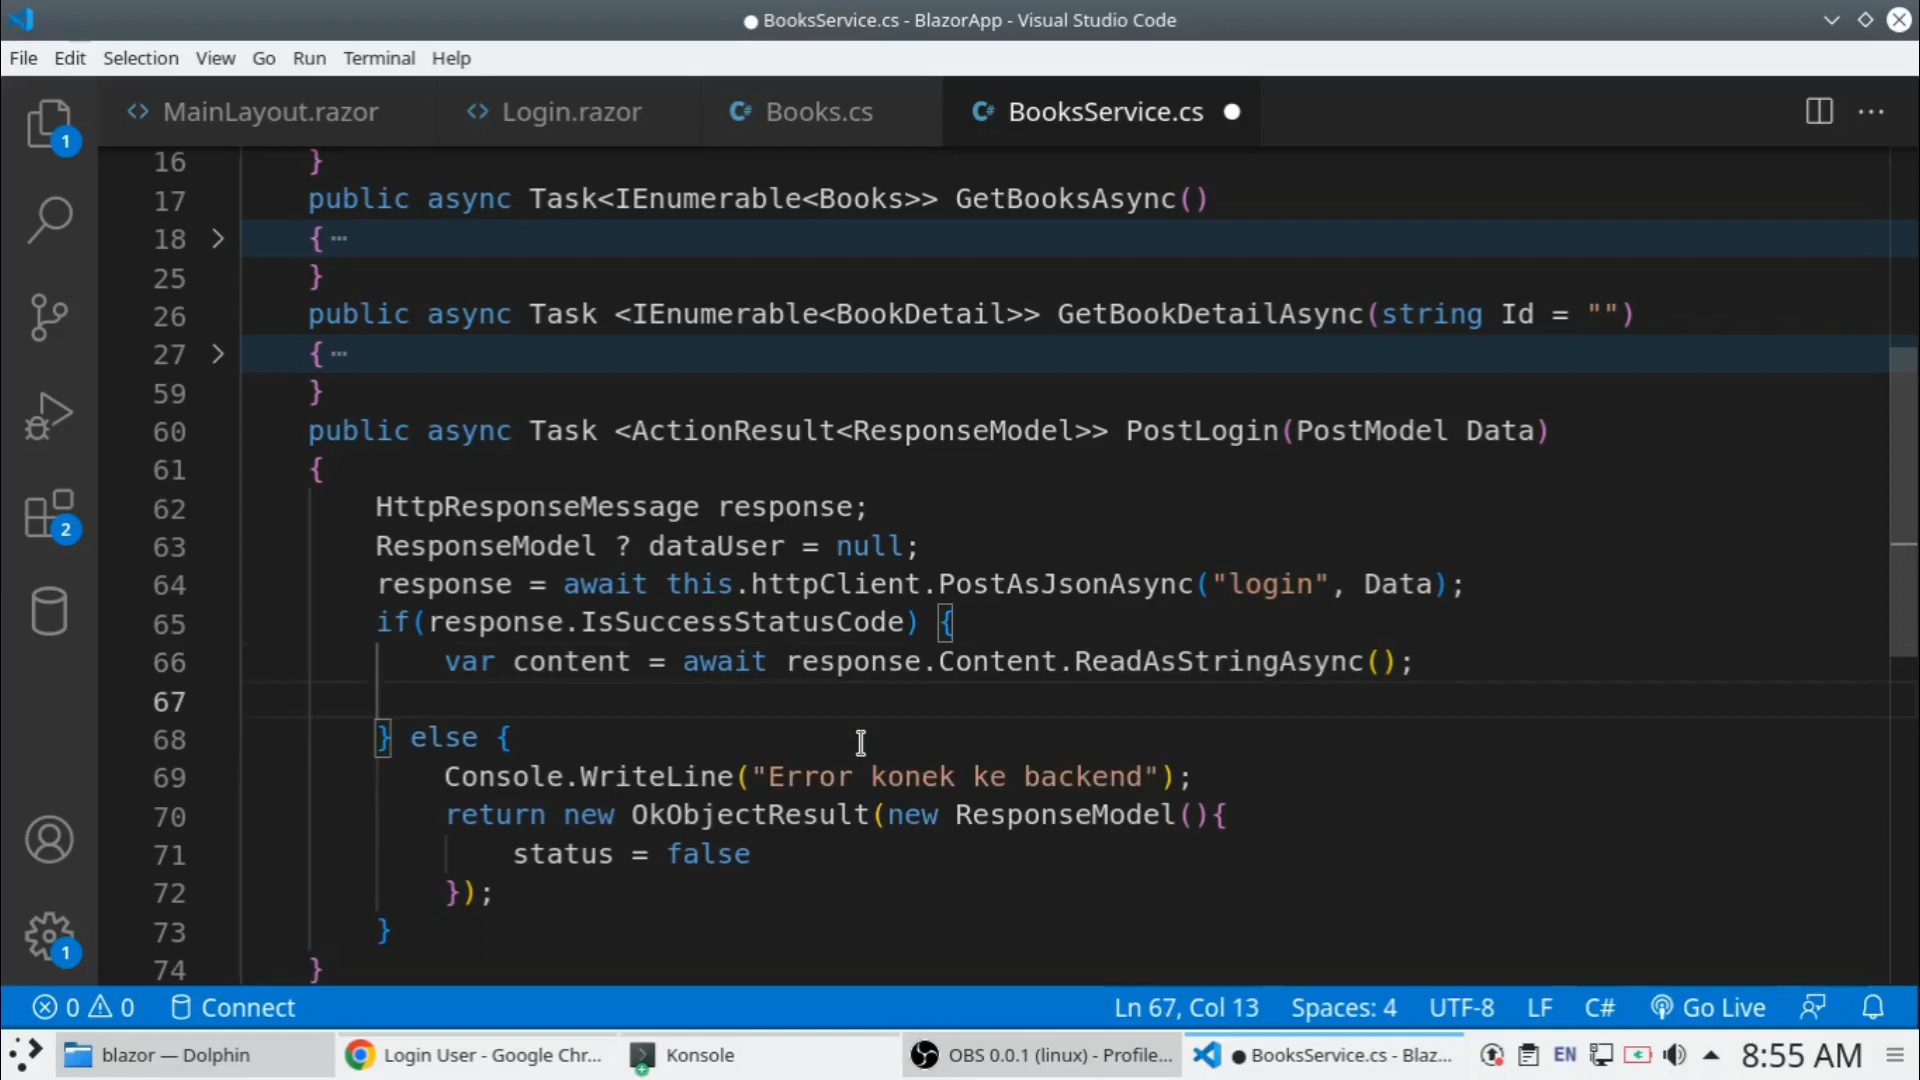 BooksService.cs - BlazorApp - Visual Studio Code
File Edit Selection View Go Run Terminal Help
MainLayout.razor Login.razor C# Books.cs C# BooksService.cs
16 }
17 public async Task<IEnumerable<Books>> GetBooksAsync()
18 { ⋯
25 }
26 public async Task <IEnumerable<BookDetail>> GetBookDetailAsync(string Id = "")
27 { ⋯
59 }
60 public async Task <ActionResult<ResponseModel>> PostLogin(PostModel Data)
61 {
62 HttpResponseMessage response;
63 ResponseModel ? dataUser = null;
64 response = await this.httpClient.PostAsJsonAsync("login", Data);
65 if(response.IsSuccessStatusCode) {
66 var content = await response.Content.ReadAsStringAsync();
67
68 } else {
69 Console.WriteLine("Error konek ke backend");
70 return new OkObjectResult(new ResponseModel(){
71 status = false
72 });
73 }
74 }
1
2
1
0 0 Connect Ln 67, Col 13 Spaces: 4 UTF-8 LF C# Go Live
blazor — Dolphin Login User - Google Chr... Konsole OBS 0.0.1 (linux) - Profile... BooksService.cs - Blaz... EN 8:55 AM